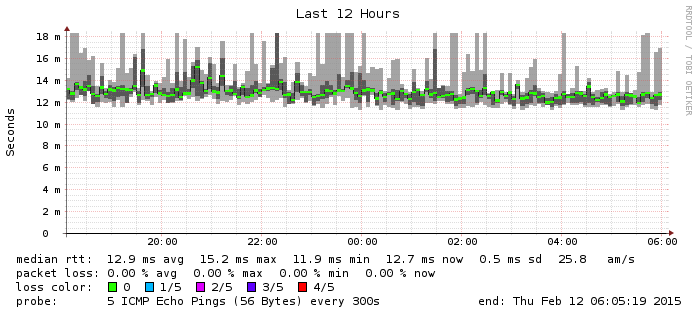 Last 12 Hours
RRDTOOL / TOBI OETIKER
Seconds
18 m
16 m
14 m
12 m
10 m
8 m
6 m
4 m
2 m
0
20:00 22:00 00:00 02:00 04:00 06:00
median rtt: 12.9 ms avg 15.2 ms max 11.9 ms min 12.7 ms now 0.5 ms sd 25.8 am/s
packet loss: 0.00 % avg 0.00 % max 0.00 % min 0.00 % now
loss color: 0 1/5 2/5 3/5 4/5
probe: 5 ICMP Echo Pings (56 Bytes) every 300s end: Thu Feb 12 06:05:19 2015